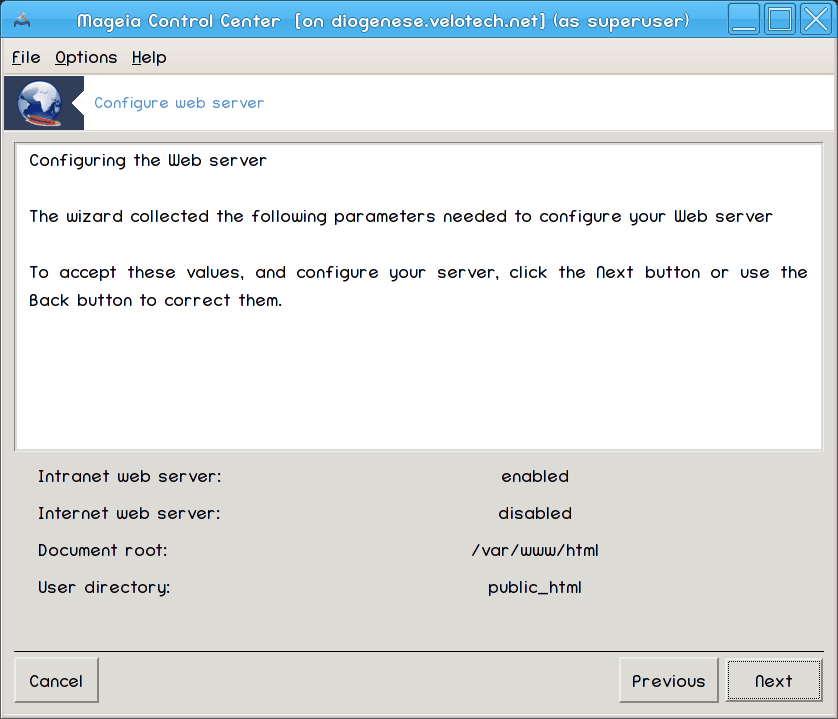 Mageia Control Center [on diogenese.velotech.net] (as superuser)
File Options Help
Configure web server
Configuring the Web server
The wizard collected the following parameters needed to configure your Web server
To accept these values, and configure your server, click the Next button or use the
Back button to correct them.
Intranet web server: enabled
Internet web server: disabled
Document root: /var/www/html
User directory: public_html
Cancel Previous Next